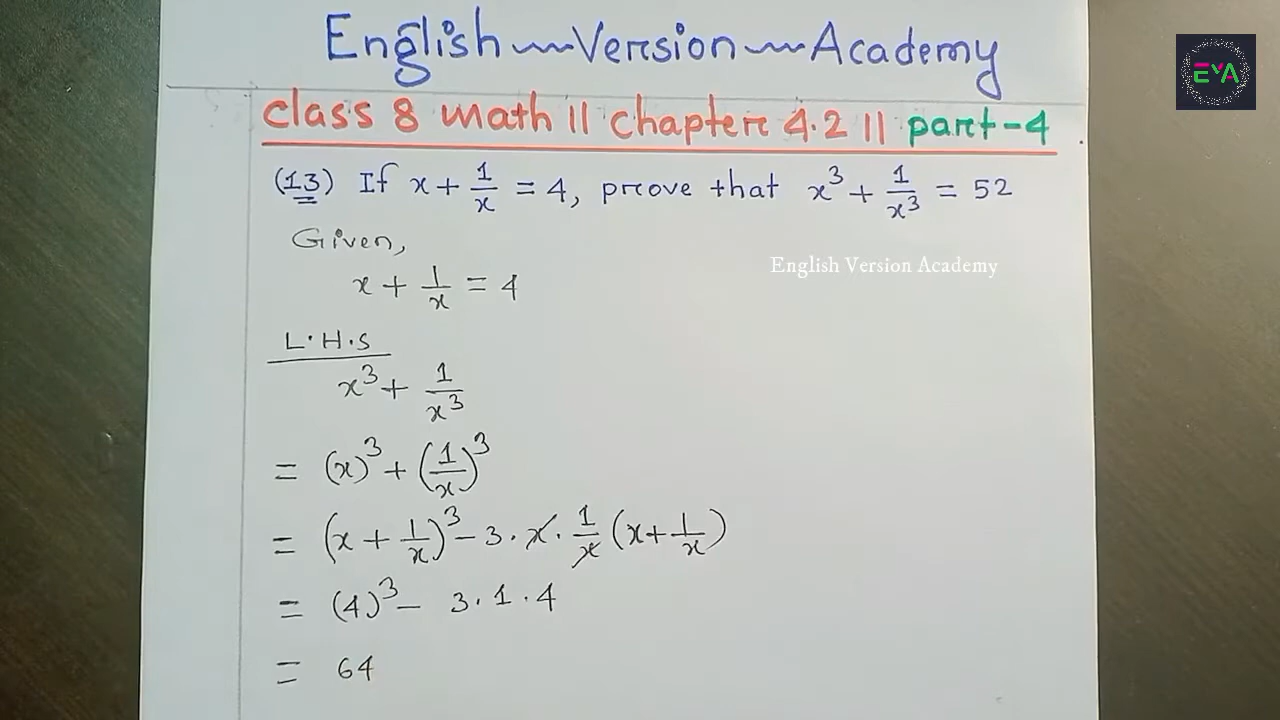 English Version Academy
EYA
class 8 math || chapter 4.2 || part-4
(13) If x + 1/x = 4, prove that x³ + 1/x³ = 52
Given,
English Version Academy
x + 1/x = 4
L.H.S
x³ + 1/x³
= (x)³ + (1/x)³
= (x + 1/x)³ - 3 · x · 1/x (x + 1/x)
= (4)³ - 3 · 1 · 4
= 64